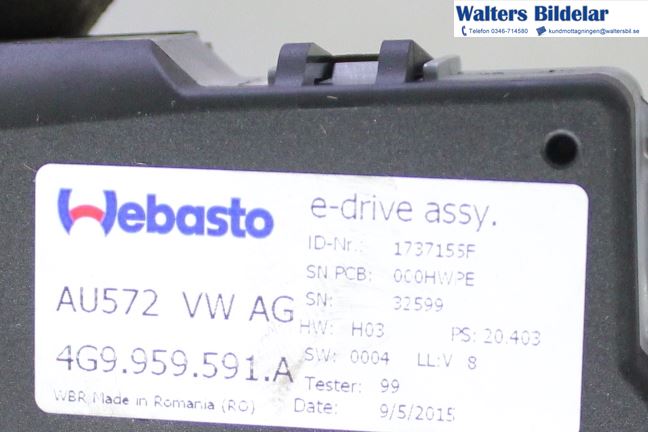 Walters Bildelar
Telefon 0346-714580 kundmottagningen@waltersbil.se
Webasto
e-drive assy.
ID-Nr.: 1737155F
SN PCB: 000HWPE
AU572 VW AG
SN: 32599
HW: H03 PS: 20.403
4G9.959.591.A
SW: 0004 LL:V 8
Tester: 99
WBR Made in Romania (RO)
Date: 9/5/2015